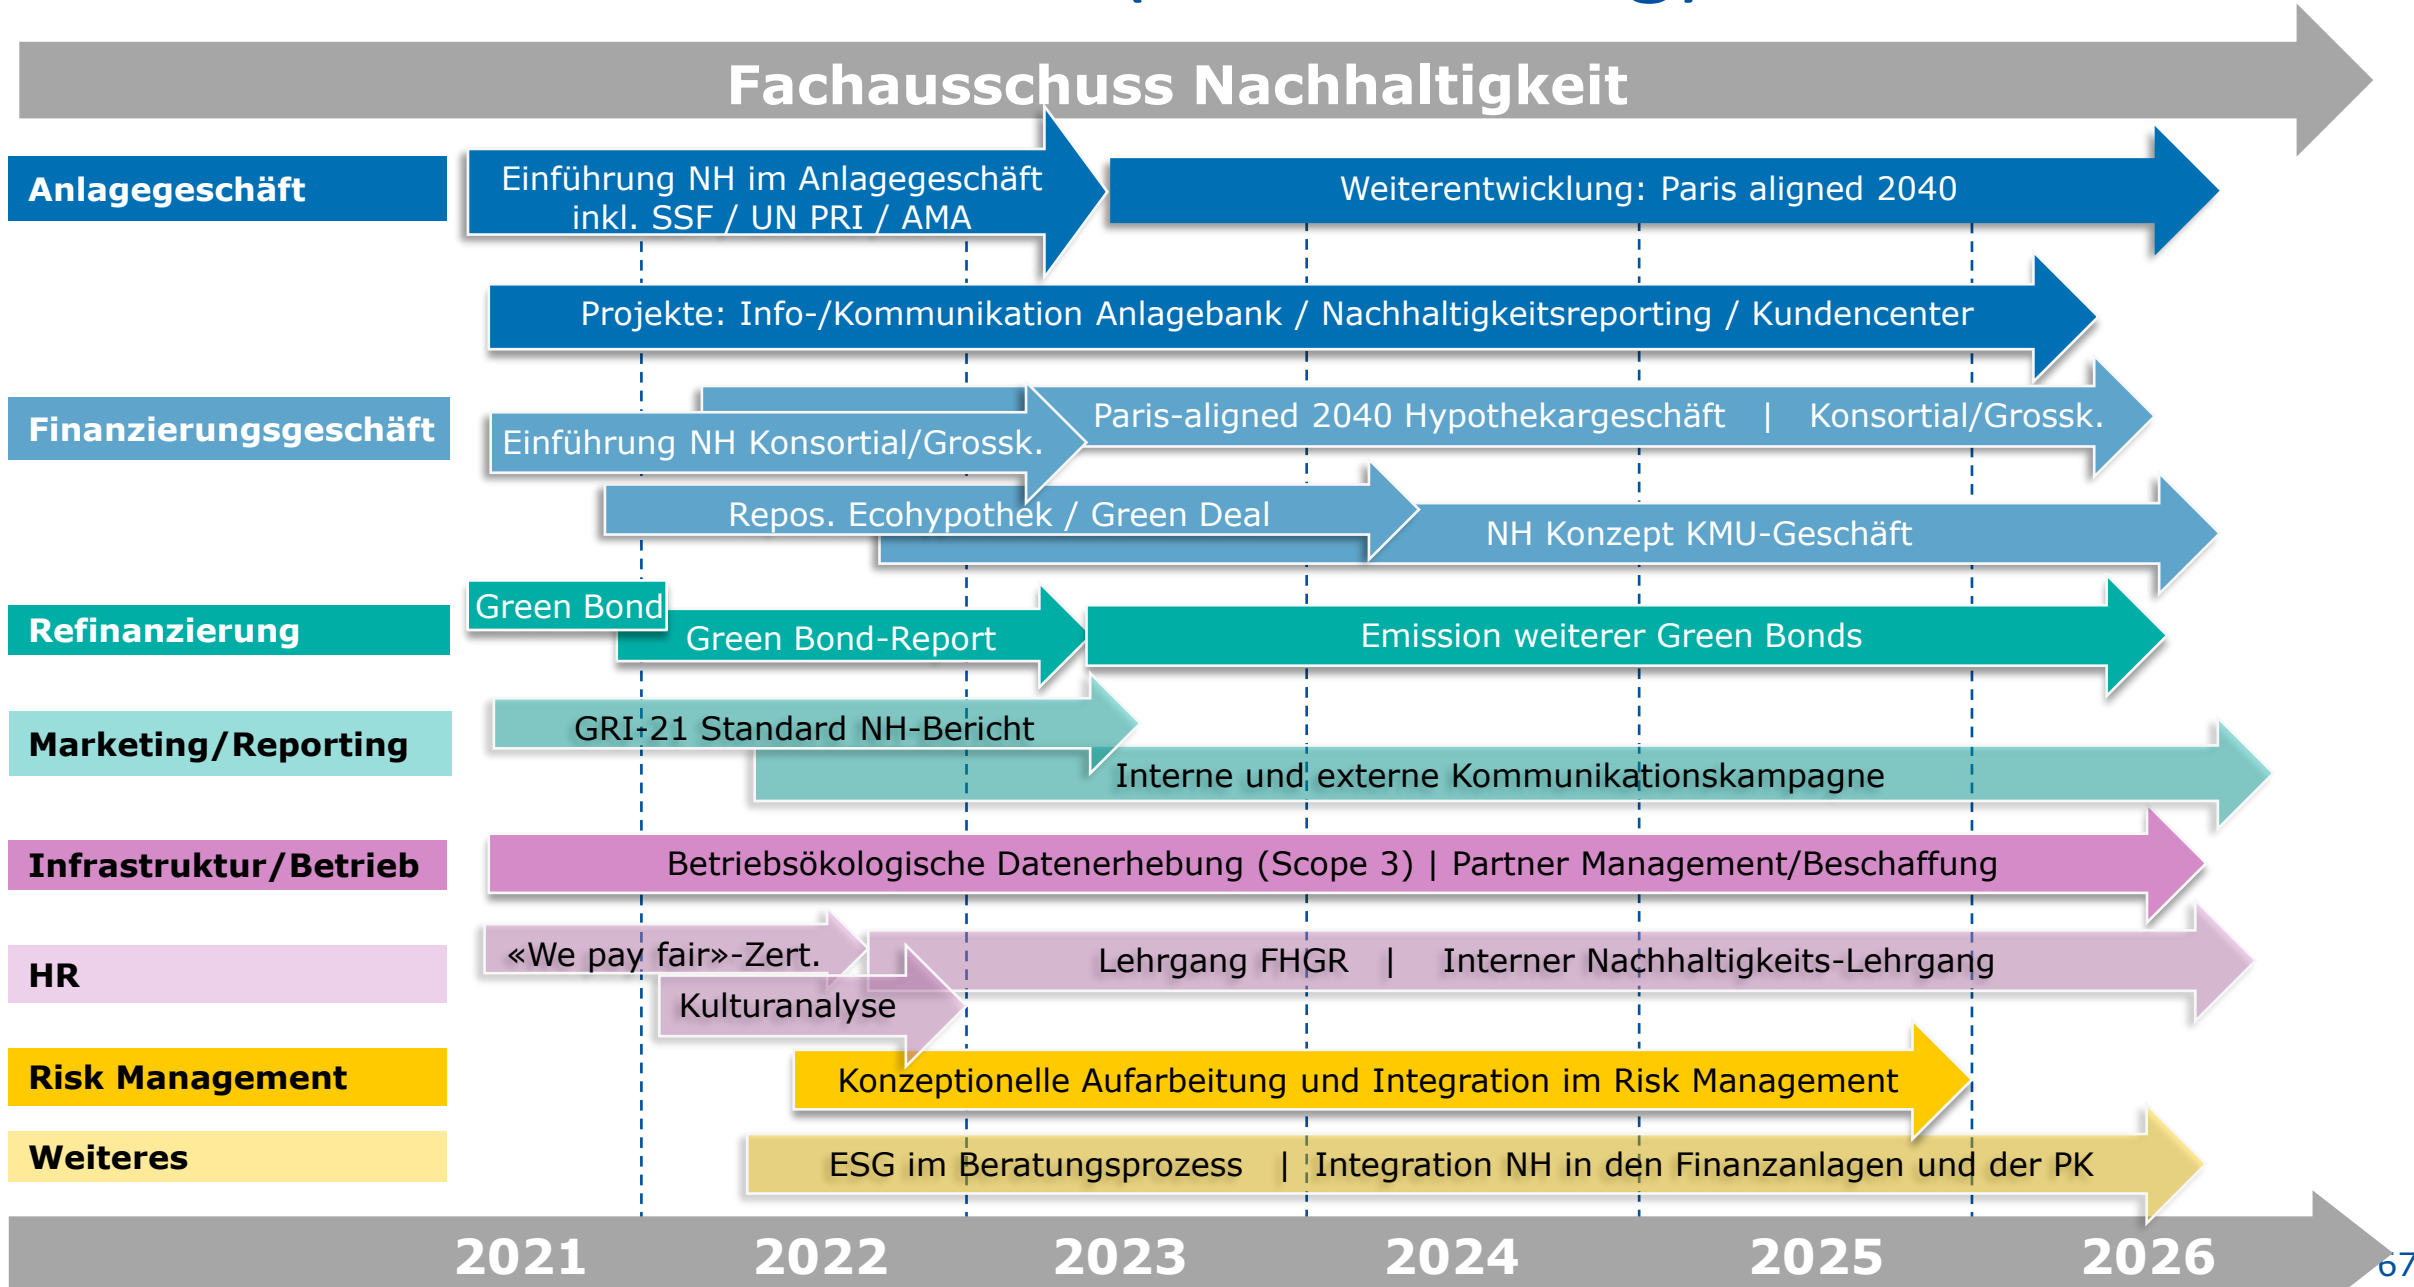 Fachausschuss Nachhaltigkeit
Anlagegeschäft
Einführung NH im Anlagegeschäft
inkl. SSF / UN PRI / AMA
Weiterentwicklung: Paris aligned 2040
Projekte: Info-/Kommunikation Anlagebank / Nachhaltigkeitsreporting / Kundencenter
Finanzierungsgeschäft
Paris-aligned 2040 Hypothekargeschäft | Konsortial/Grossk.
Einführung NH Konsortial/Grossk.
Repos. Ecohypothek / Green Deal
NH Konzept KMU-Geschäft
Refinanzierung
Green Bond
Green Bond-Report
Emission weiterer Green Bonds
Marketing/Reporting
GRI-21 Standard NH-Bericht
Interne und externe Kommunikationskampagne
Infrastruktur/Betrieb
Betriebsökologische Datenerhebung (Scope 3) | Partner Management/Beschaffung
HR
«We pay fair»-Zert.
Lehrgang FHGR | Interner Nachhaltigkeits-Lehrgang
Kulturanalyse
Risk Management
Konzeptionelle Aufarbeitung und Integration im Risk Management
Weiteres
ESG im Beratungsprozess | Integration NH in den Finanzanlagen und der PK
2021 2022 2023 2024 2025 2026
67